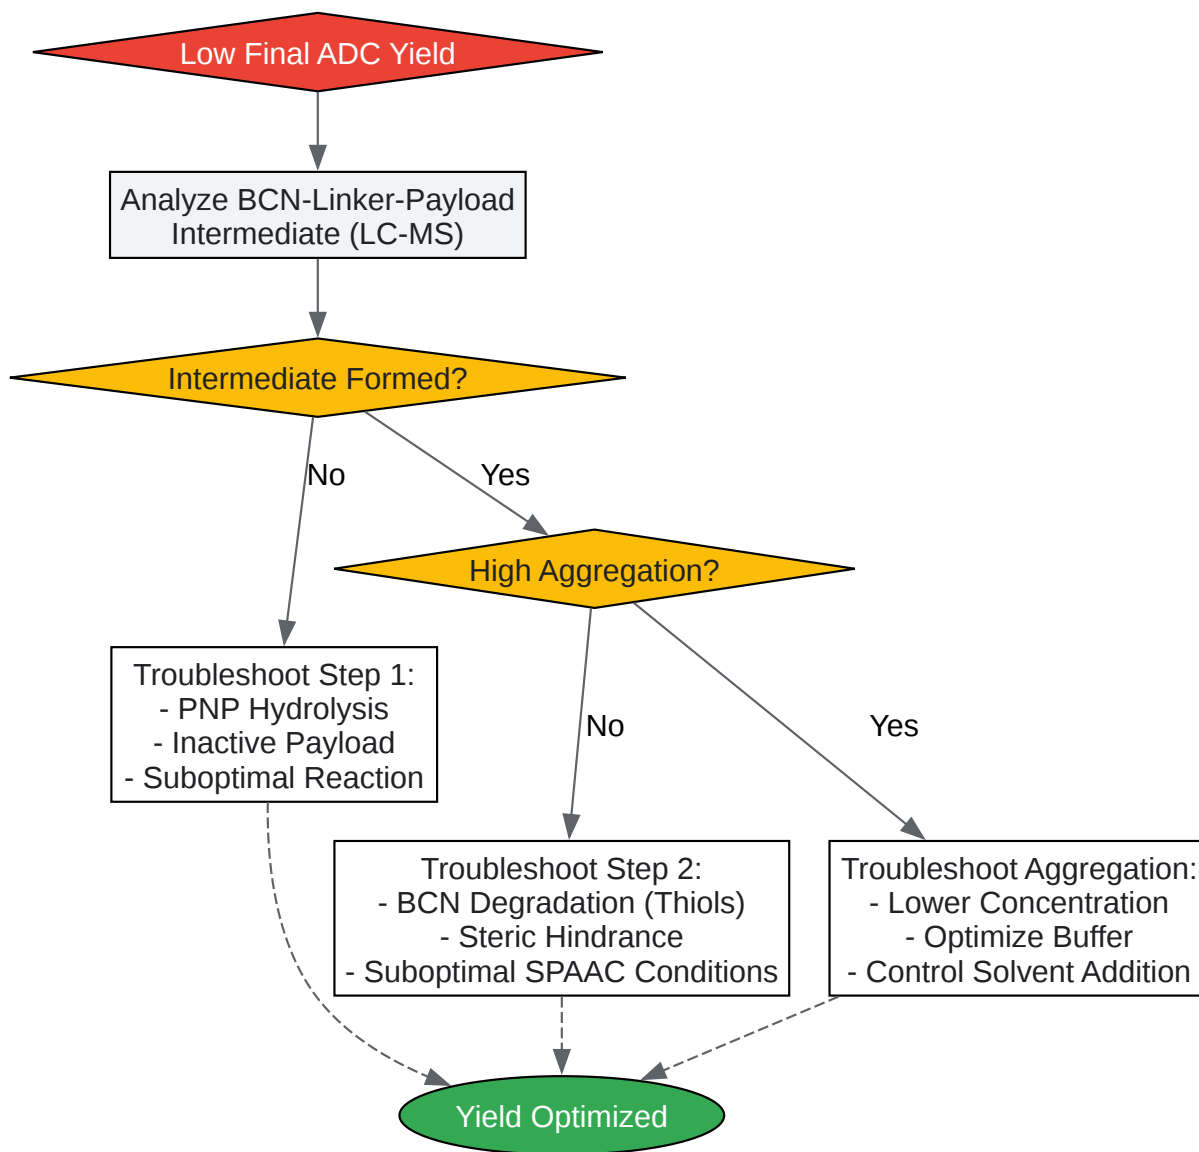 Low Final ADC Yield
Analyze BCN-Linker-Payload
Intermediate (LC-MS)
Intermediate Formed?
No
Yes
High Aggregation?
Troubleshoot Step 1:
- PNP Hydrolysis
- Inactive Payload
- Suboptimal Reaction
No
Yes
Troubleshoot Step 2:
- BCN Degradation (Thiols)
- Steric Hindrance
- Suboptimal SPAAC Conditions
Troubleshoot Aggregation:
- Lower Concentration
- Optimize Buffer
- Control Solvent Addition
Yield Optimized